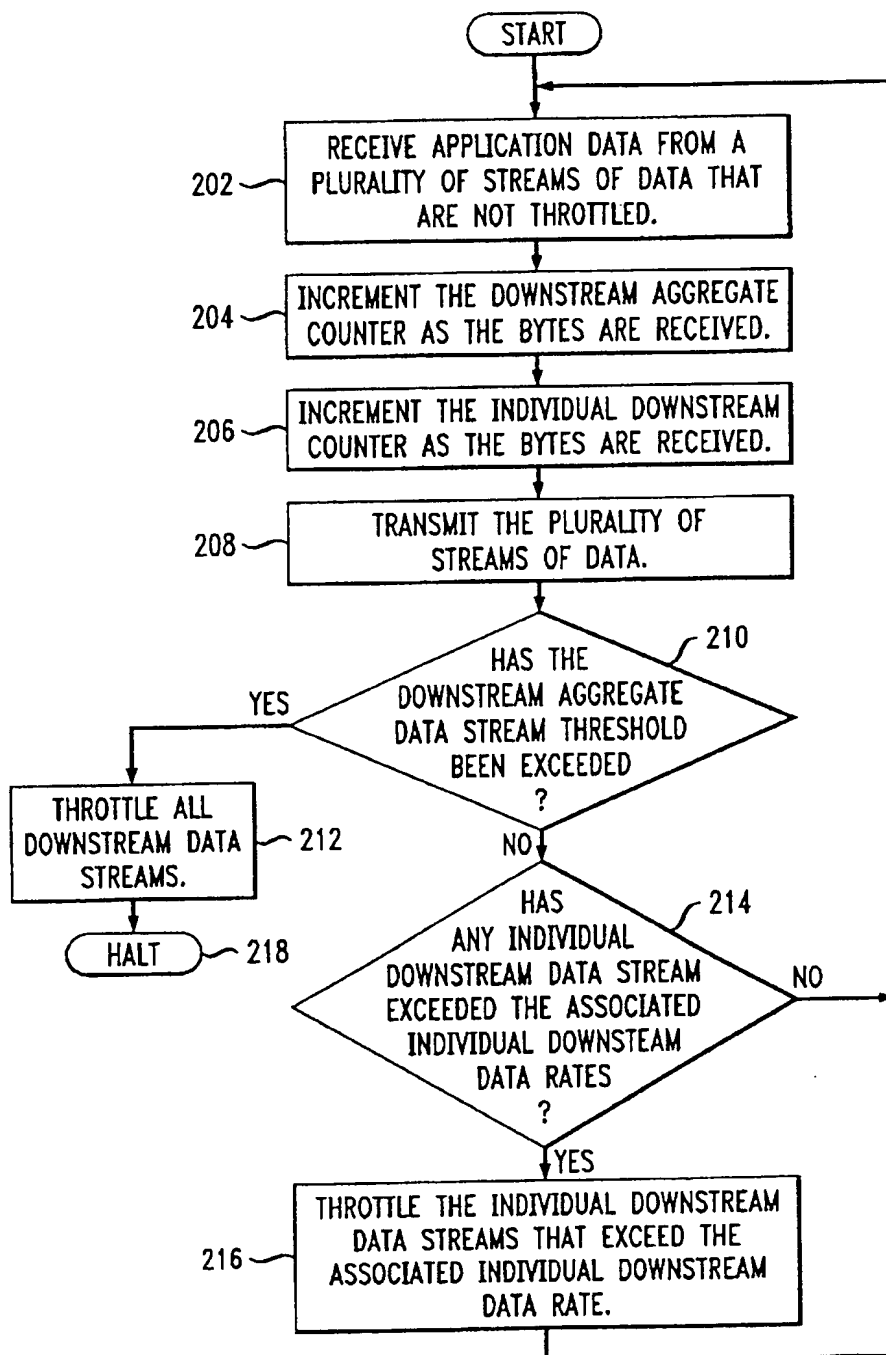 START
202
RECEIVE APPLICATION DATA FROM A
PLURALITY OF STREAMS OF DATA THAT
ARE NOT THROTTLED.
204
INCREMENT THE DOWNSTREAM AGGREGATE
COUNTER AS THE BYTES ARE RECEIVED.
206
INCREMENT THE INDIVIDUAL DOWNSTREAM
COUNTER AS THE BYTES ARE RECEIVED.
208
TRANSMIT THE PLURALITY OF
STREAMS OF DATA.
210
HAS THE
DOWNSTREAM AGGREGATE
DATA STREAM THRESHOLD
BEEN EXCEEDED
?
YES
THROTTLE ALL
DOWNSTREAM DATA
STREAMS.
212
HALT
218
NO
214
HAS
ANY INDIVIDUAL
DOWNSTREAM DATA STREAM
EXCEEDED THE ASSOCIATED
INDIVIDUAL DOWNSTEAM
DATA RATES
?
NO
YES
216
THROTTLE THE INDIVIDUAL DOWNSTREAM
DATA STREAMS THAT EXCEED THE
ASSOCIATED INDIVIDUAL DOWNSTREAM
DATA RATE.